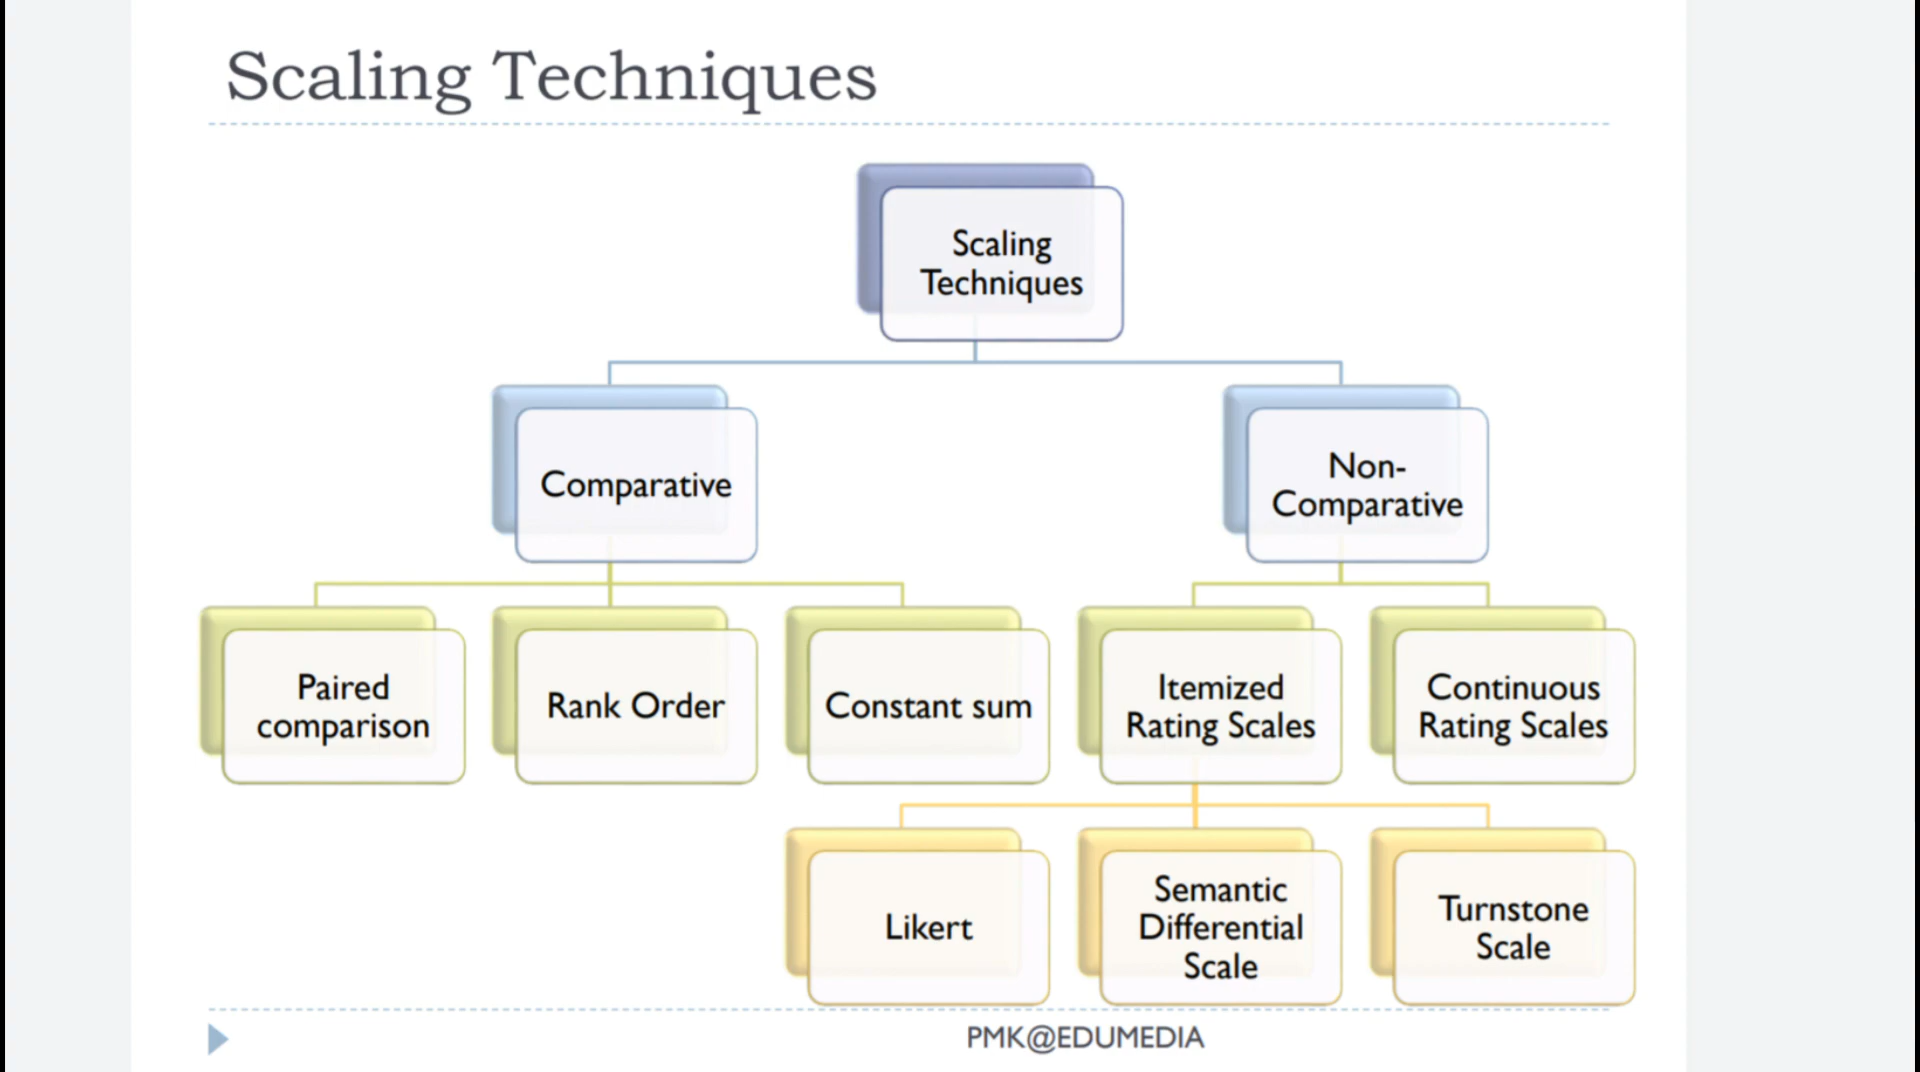 Scaling Techniques
Scaling
Techniques
Comparative
Non-
Comparative
Paired
comparison
Rank Order
Constant sum
Itemized
Rating Scales
Continuous
Rating Scales
Likert
Semantic
Differential
Scale
Turnstone
Scale
PMK@EDUMEDIA